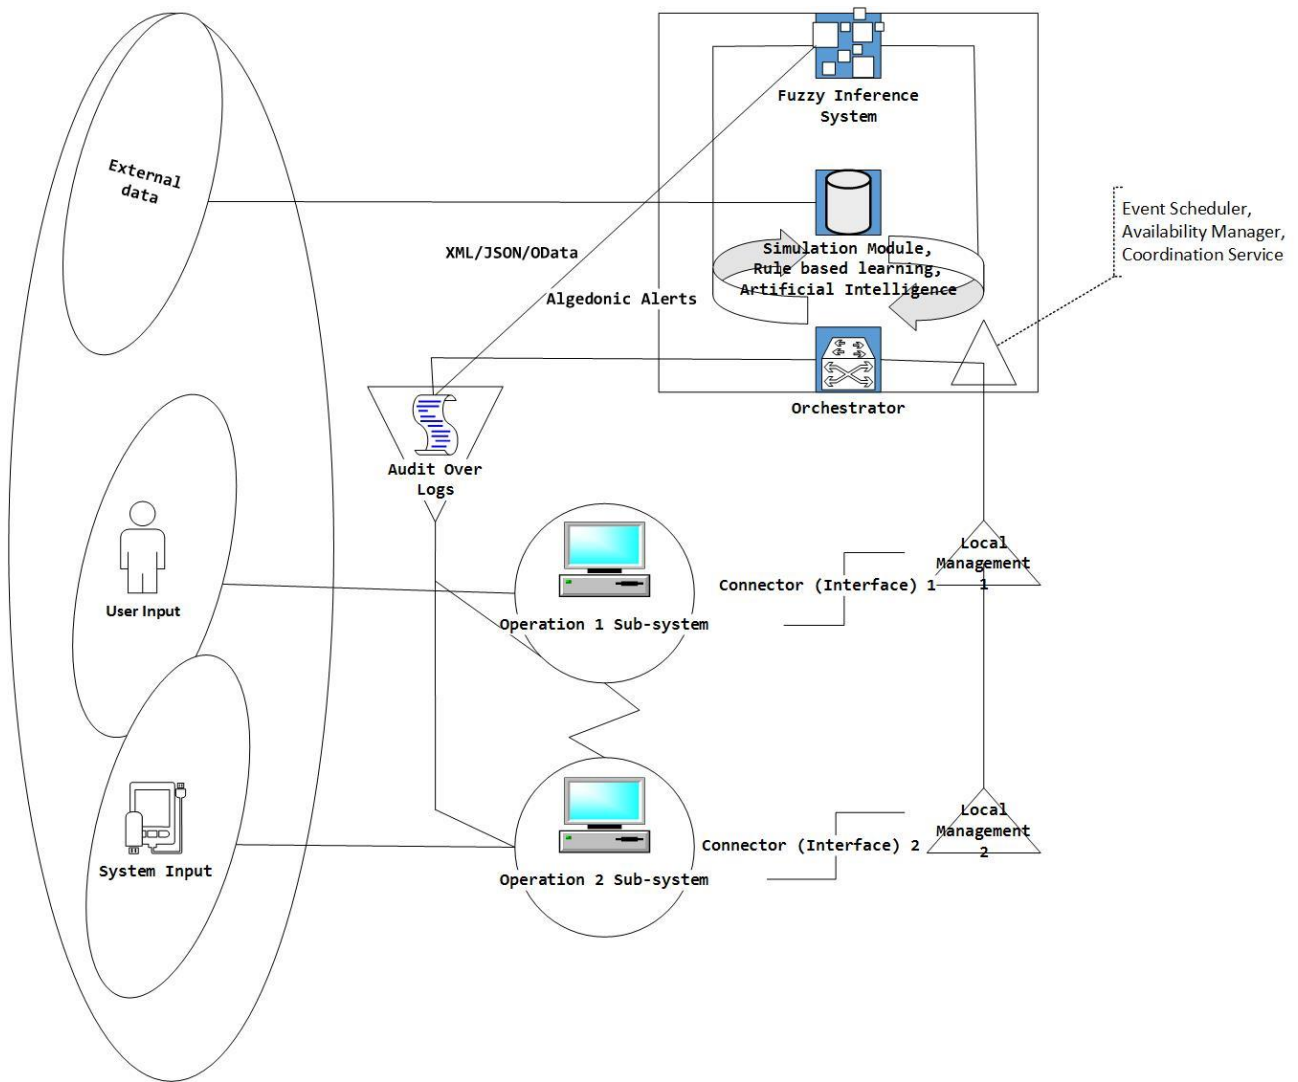 Fuzzy Inference
System
External
data
Event Scheduler,
Availability Manager,
Coordination Service
XML/JSON/OData
Simulation Module,
Rule based learning,
Artificial Intelligence
Algedonic Alerts
Orchestrator
Audit Over
Logs
Local
Management
1
Connector (Interface) 1
User Input
Operation 1 Sub-system
Local
Management
2
Connector (Interface) 2
System Input
Operation 2 Sub-system